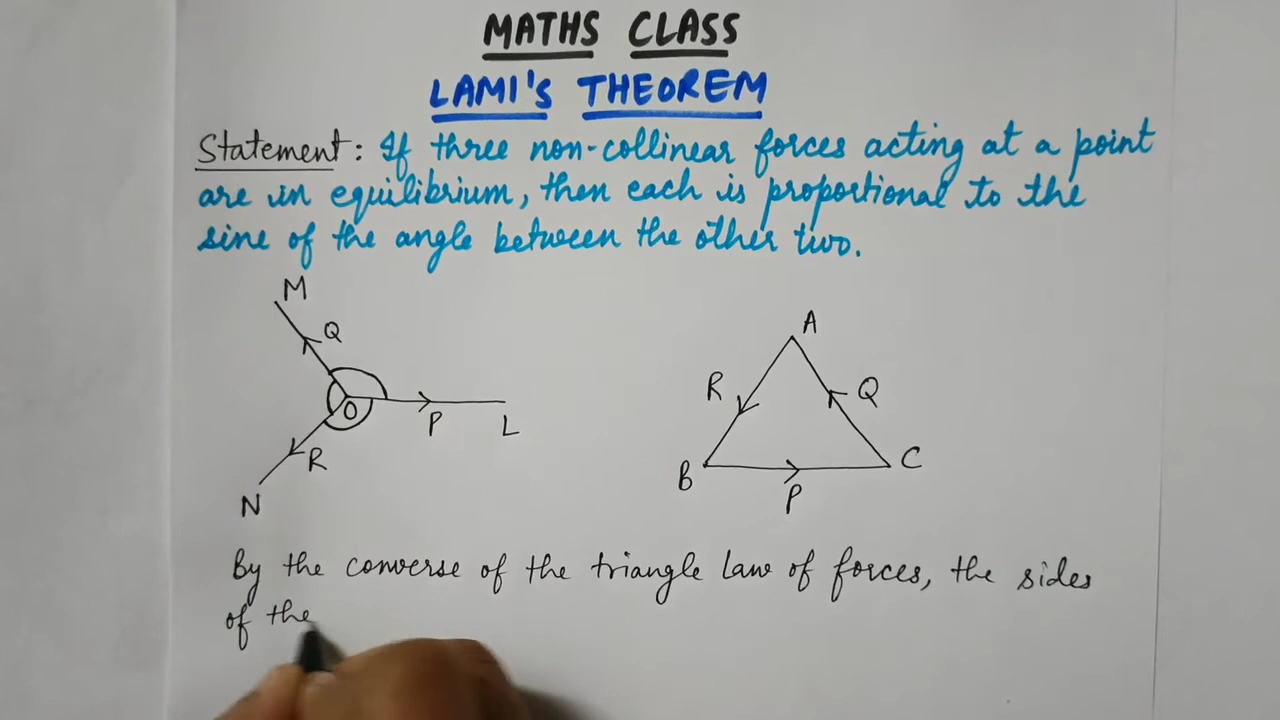 MATHS CLASS
LAMI'S THEOREM
Statement: If three non-collinear forces acting at a point
are in equilibrium, then each is proportional to the
sine of the angle between the other two.
M
Q
O
P
L
R
N
A
R
Q
B
C
P
By the converse of the triangle law of forces, the sides
of the